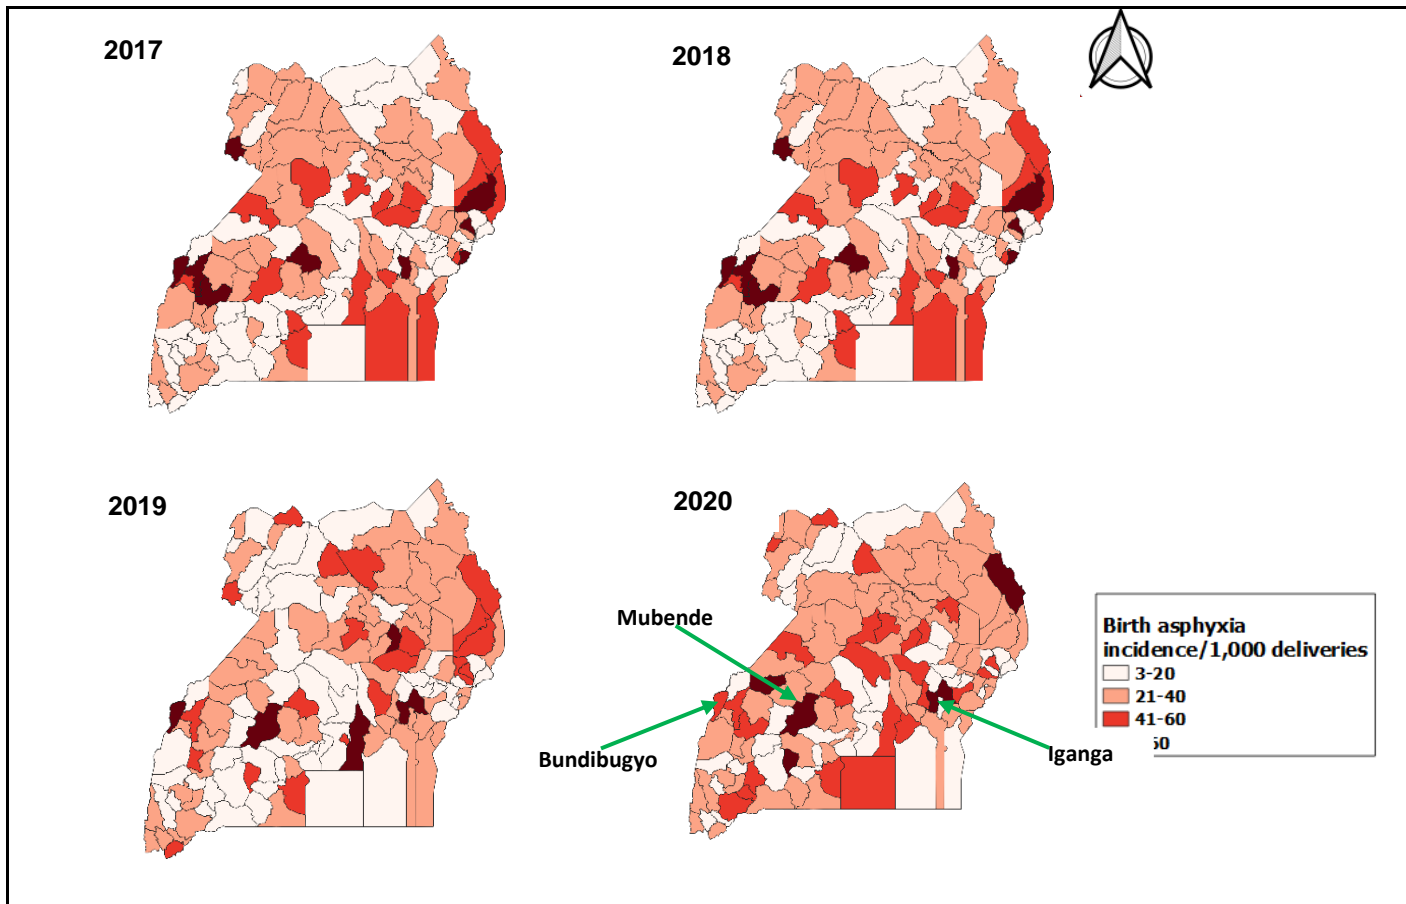 2017
2018
2019
2020
Mubende
Bundibugyo
Iganga
Birth asphyxia
incidence/1,000 deliveries
3-20
21-40
41-60